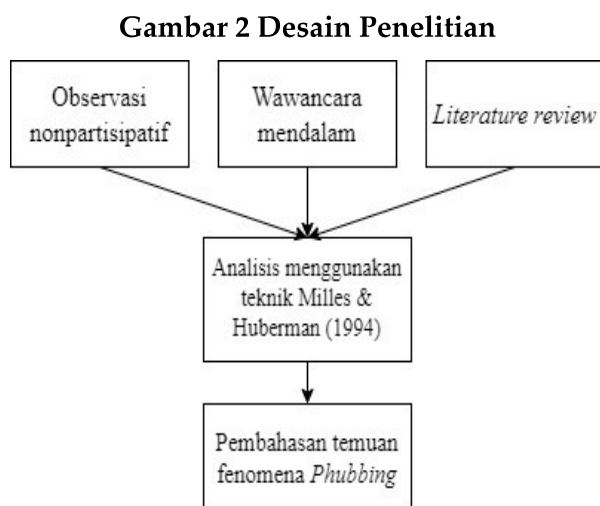 Gambar 2 Desain Penelitian
Observasi
nonpartisipatif
Wawancara
mendalam
Literature review
Analisis menggunakan
teknik Milles &
Huberman (1994)
Pembahasan temuan
fenomena Phubbing